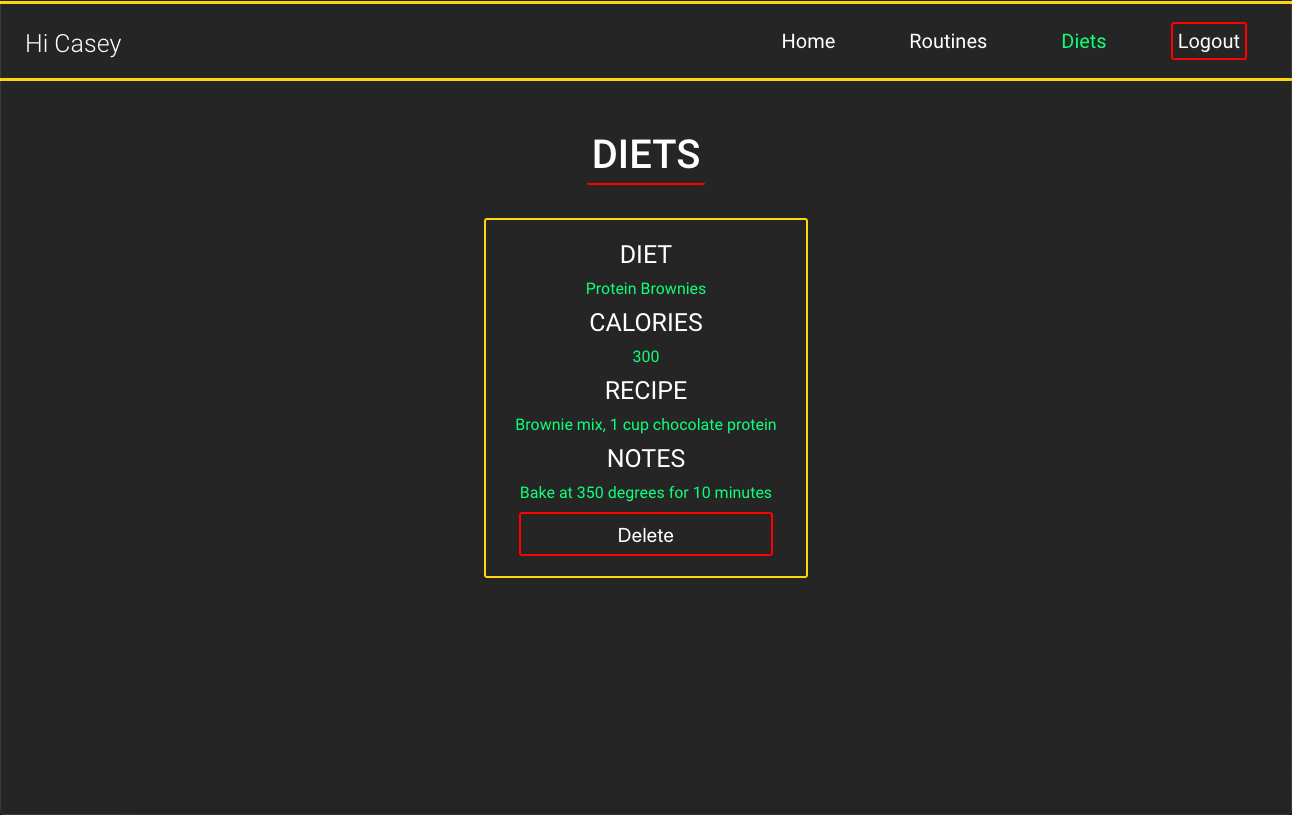 Hi Casey
Home Routines Diets Logout
DIETS
DIET
Protein Brownies
CALORIES
300
RECIPE
Brownie mix, 1 cup chocolate protein
NOTES
Bake at 350 degrees for 10 minutes
Delete